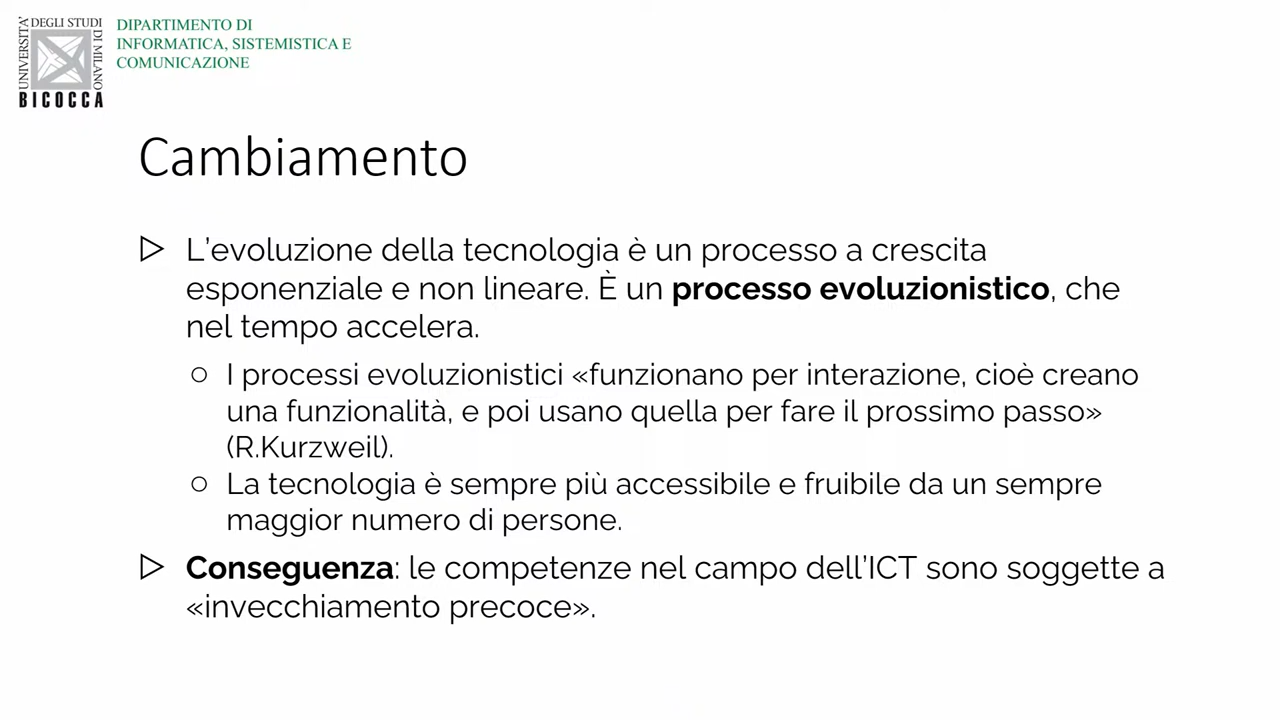 UNIVERSITÀ
DEGLI STUDI
DI MILANO
BICOCCA
DIPARTIMENTO DI
INFORMATICA, SISTEMISTICA E
COMUNICAZIONE
Cambiamento
L’evoluzione della tecnologia è un processo a crescita
esponenziale e non lineare. È un processo evoluzionistico, che
nel tempo accelera.
I processi evoluzionistici «funzionano per interazione, cioè creano
una funzionalità, e poi usano quella per fare il prossimo passo»
(R.Kurzweil).
La tecnologia è sempre più accessibile e fruibile da un sempre
maggior numero di persone.
Conseguenza: le competenze nel campo dell’ICT sono soggette a
«invecchiamento precoce».